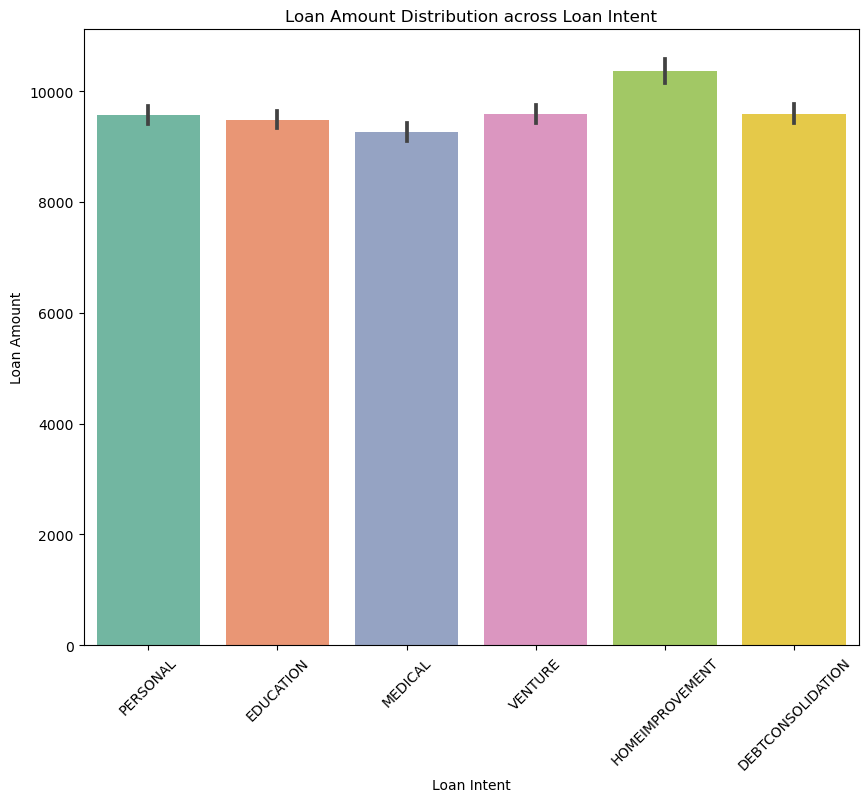 Loan Amount Distribution across Loan Intent
Loan Amount
10000
8000
6000
4000
2000
0
PERSONAL
EDUCATION
MEDICAL
VENTURE
HOMEIMPROVEMENT
DEBTCONSOLIDATION
Loan Intent